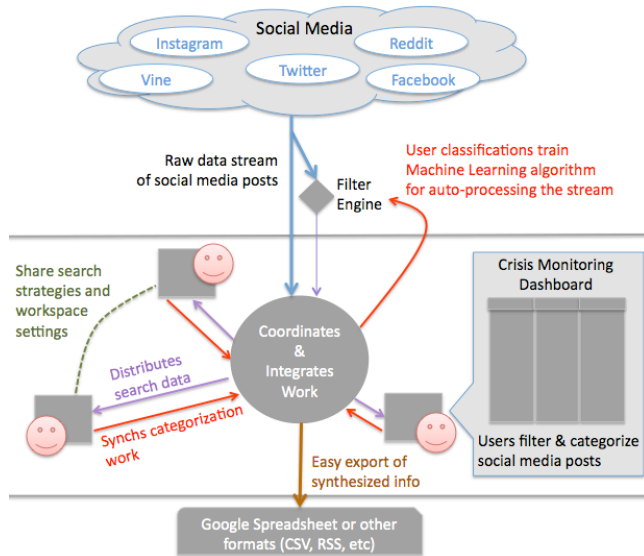 Social Media
Instagram
Reddit
Vine
Twitter
Facebook
Raw data stream
of social media posts
Filter
Engine
User classifications train
Machine Learning algorithm
for auto-processing the stream
Share search
strategies and
workspace
settings
Coordinates
&
Integrates
Work
Crisis Monitoring
Dashboard
Distributes
search data
Synchs categorization
work
Users filter & categorize
social media posts
Easy export of
synthesized info
Google Spreadsheet or other
formats (CSV, RSS, etc)